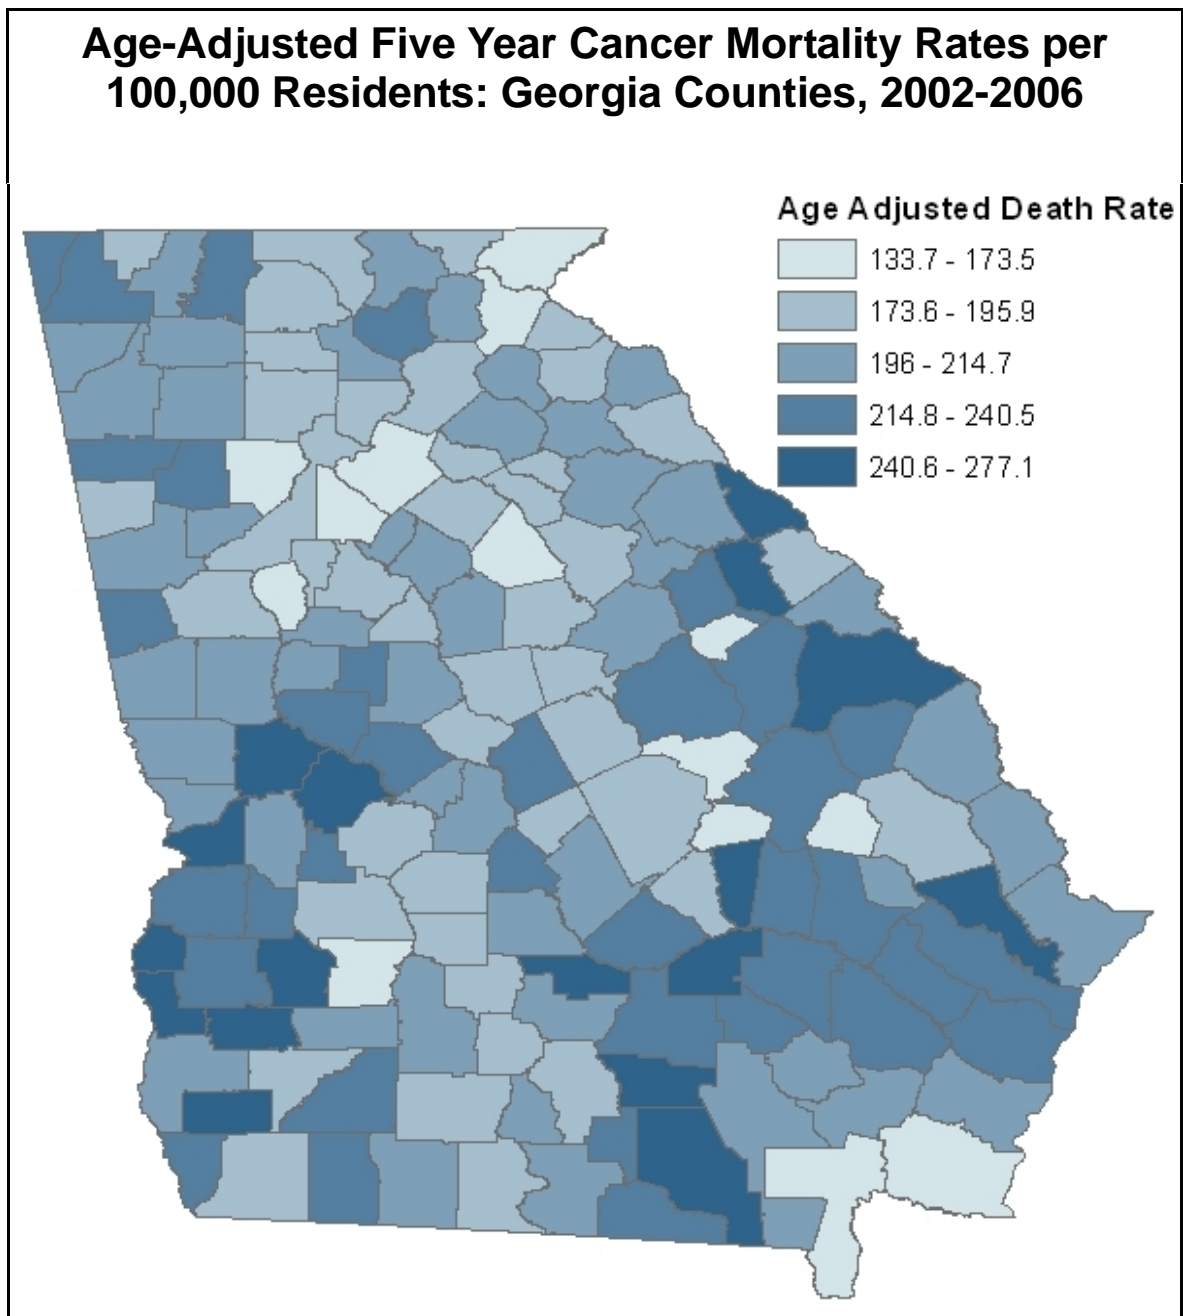 Age-Adjusted Five Year Cancer Mortality Rates per
100,000 Residents: Georgia Counties, 2002-2006
Age Adjusted Death Rate
133.7 - 173.5
173.6 - 195.9
196 - 214.7
214.8 - 240.5
240.6 - 277.1